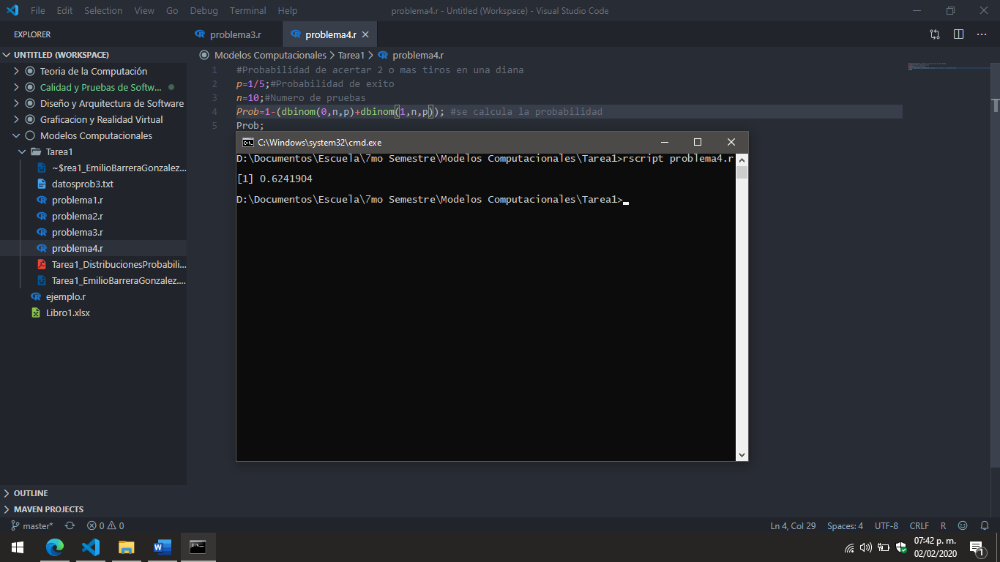 File Edit Selection View Go Debug Terminal Help
problema4.r - Untitled (Workspace) - Visual Studio Code
EXPLORER
problema3.r
problema4.r
UNTITLED (WORKSPACE)
Teoria de la Computación
Calidad y Pruebas de Softw...
Diseño y Arquitectura de Software
Graficacion y Realidad Virtual
Modelos Computacionales
Tarea1
~$rea1_EmilioBarreraGonzalez...
datosprob3.txt
problema1.r
problema2.r
problema3.r
problema4.r
Tarea1_DistribucionesProbabili...
Tarea1_EmilioBarreraGonzalez....
ejemplo.r
Libro1.xlsx
OUTLINE
MAVEN PROJECTS
Modelos Computacionales > Tarea1 > problema4.r
1 #Probabilidad de acertar 2 o mas tiros en una diana
2 p=1/5;#Probabilidad de exito
3 n=10;#Numero de pruebas
4 Prob=1-(dbinom(0,n,p)+dbinom(1,n,p)); #se calcula la probabilidad
5 Prob;
C:\Windows\system32\cmd.exe
D:\Documentos\Escuela\7mo Semestre\Modelos Computacionales\Tarea1>rscript problema4.r
[1] 0.6241904
D:\Documentos\Escuela\7mo Semestre\Modelos Computacionales\Tarea1>
master* 0 0
Ln 4, Col 29 Spaces: 4 UTF-8 CRLF R
07:42 p. m.
02/02/2020
1